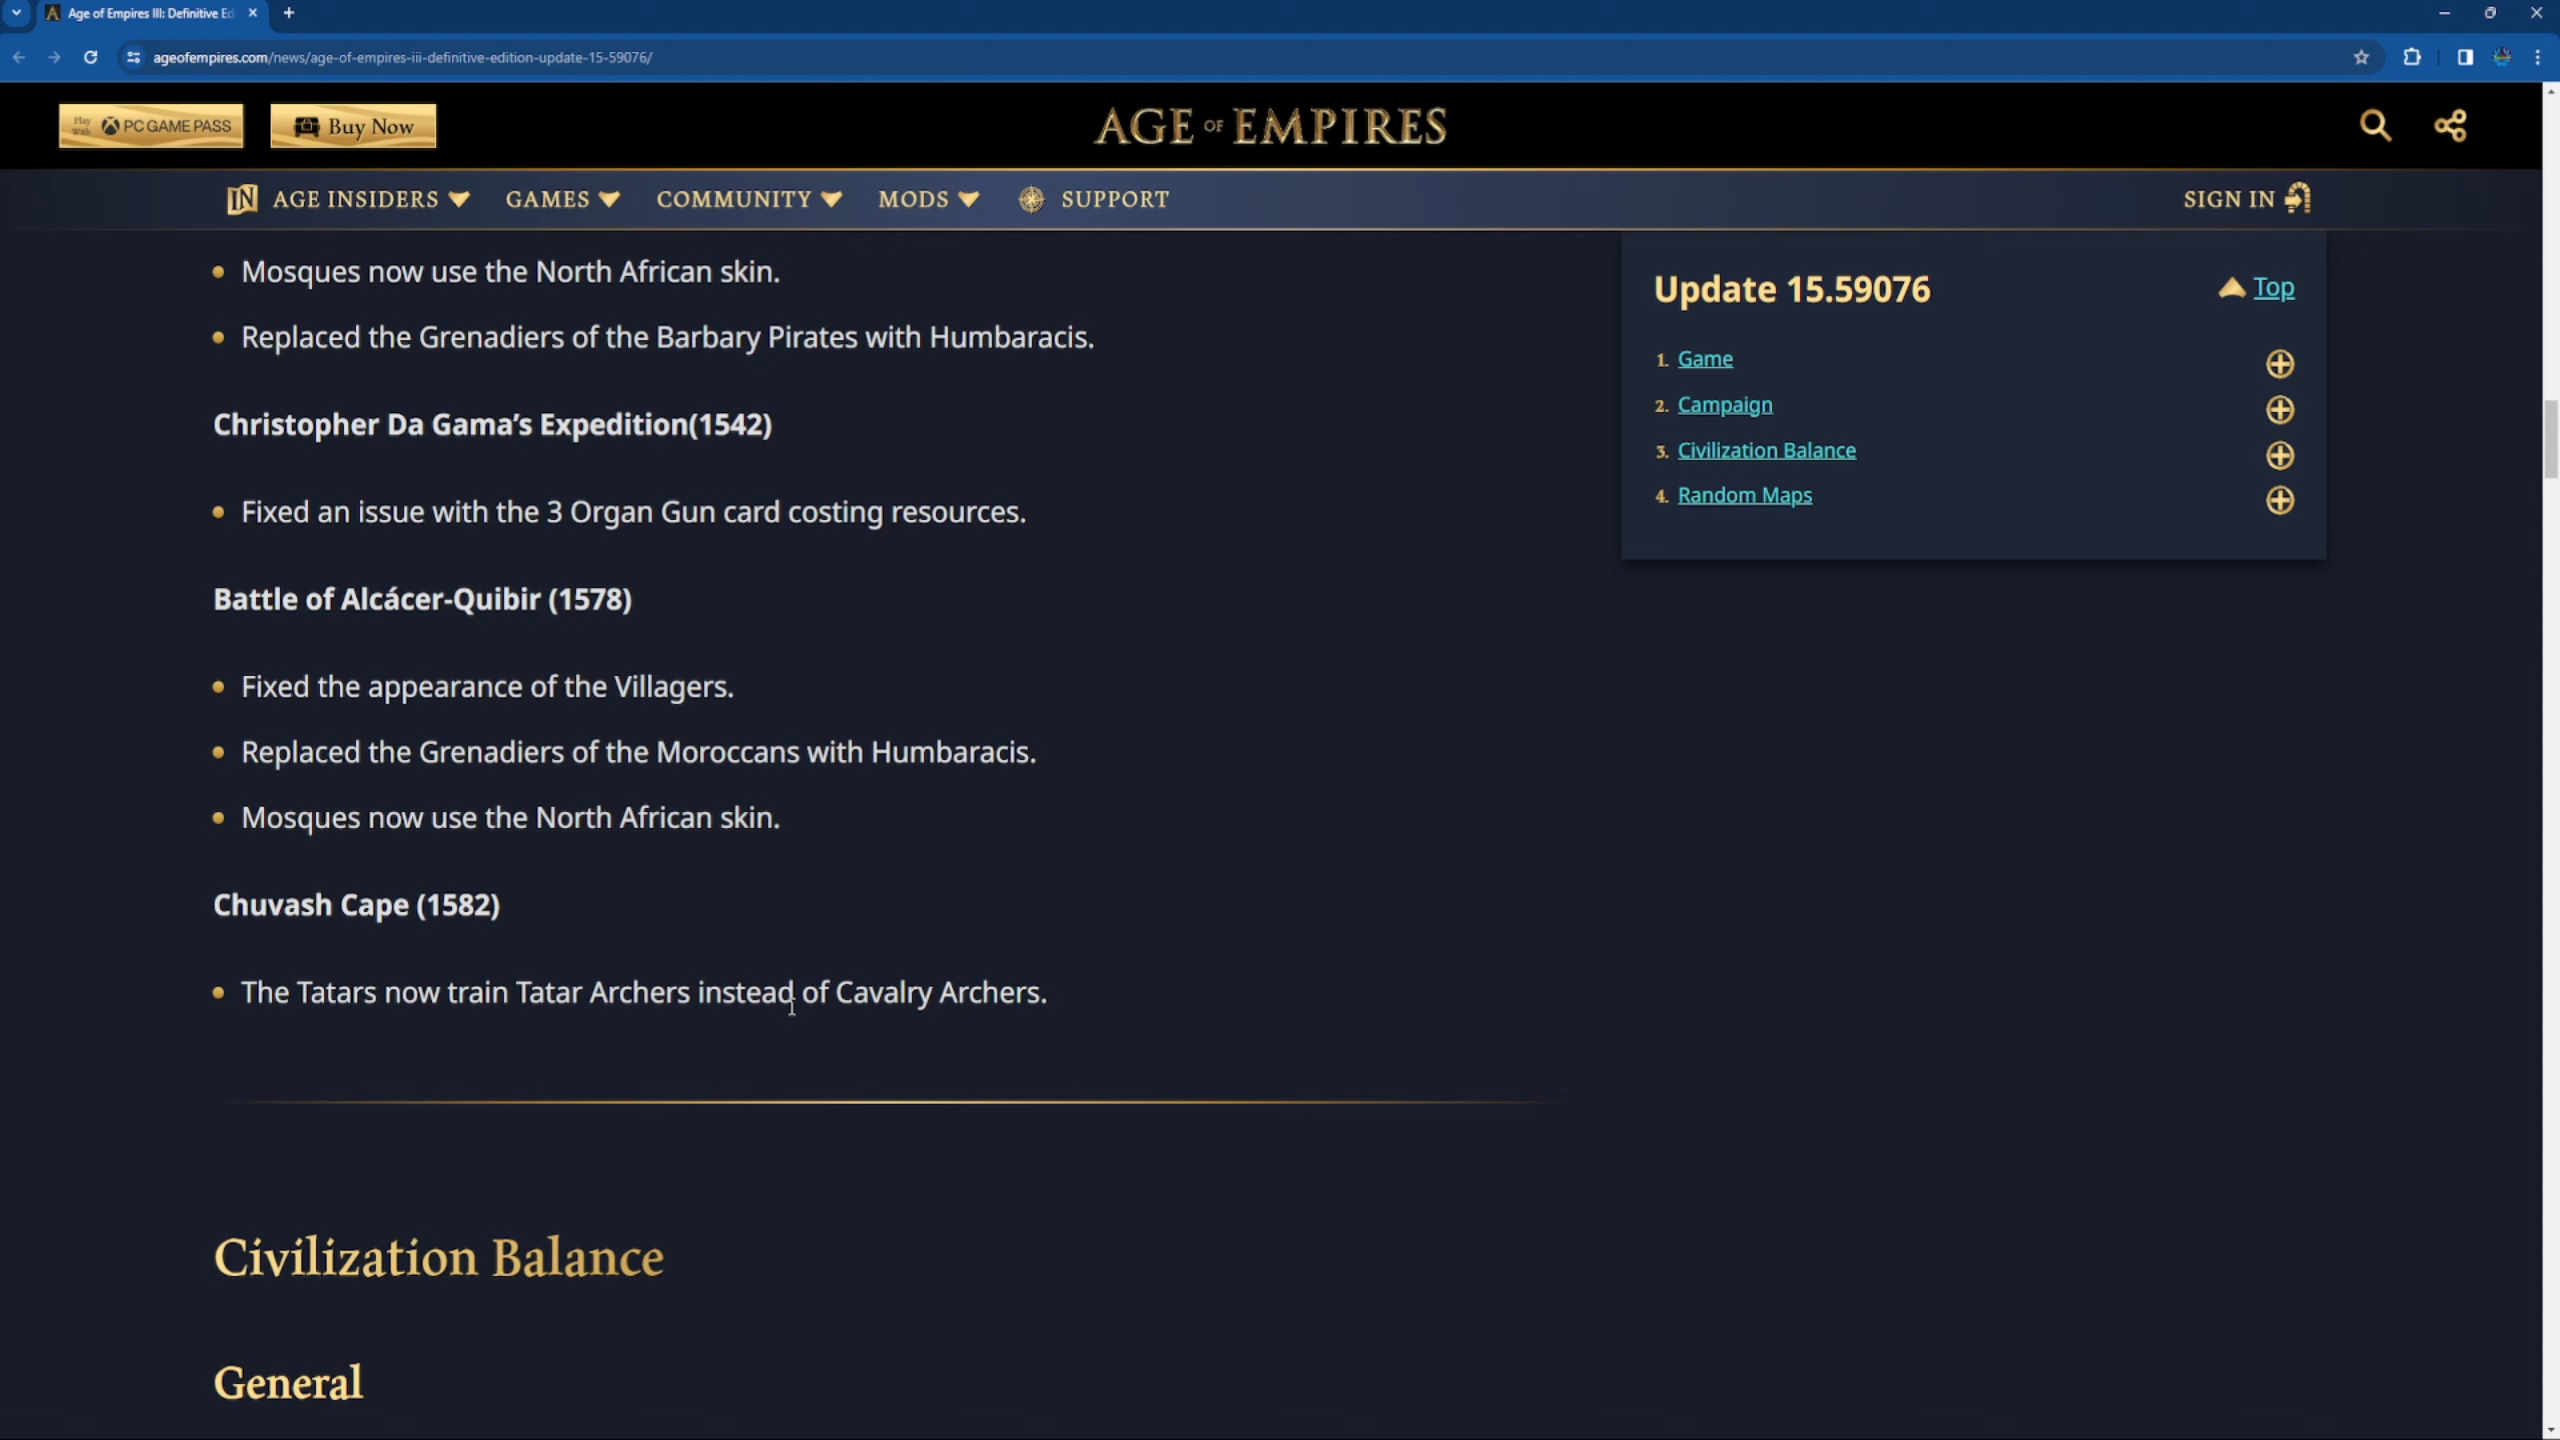 Age of Empires III: Definitive Ed
ageofempires.com/news/age-of-empires-iii-definitive-edition-update-15-59076/
Play With PC GAME PASS
Buy Now
AGE OF EMPIRES
IN AGE INSIDERS
GAMES
COMMUNITY
MODS
SUPPORT
SIGN IN
• Mosques now use the North African skin.
• Replaced the Grenadiers of the Barbary Pirates with Humbaracis.
Christopher Da Gama’s Expedition(1542)
• Fixed an issue with the 3 Organ Gun card costing resources.
Battle of Alcácer-Quibir (1578)
• Fixed the appearance of the Villagers.
• Replaced the Grenadiers of the Moroccans with Humbaracis.
• Mosques now use the North African skin.
Chuvash Cape (1582)
• The Tatars now train Tatar Archers instead of Cavalry Archers.
Civilization Balance
General
Update 15.59076
Top
1. Game
2. Campaign
3. Civilization Balance
4. Random Maps